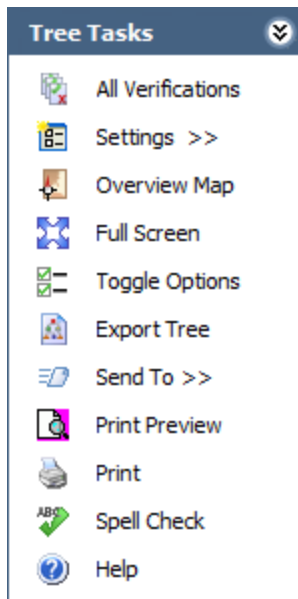 Tree Tasks
All Verifications
Settings >>
Overview Map
Full Screen
Toggle Options
Export Tree
Send To >>
Print Preview
Print
ABC
Spell Check
Help